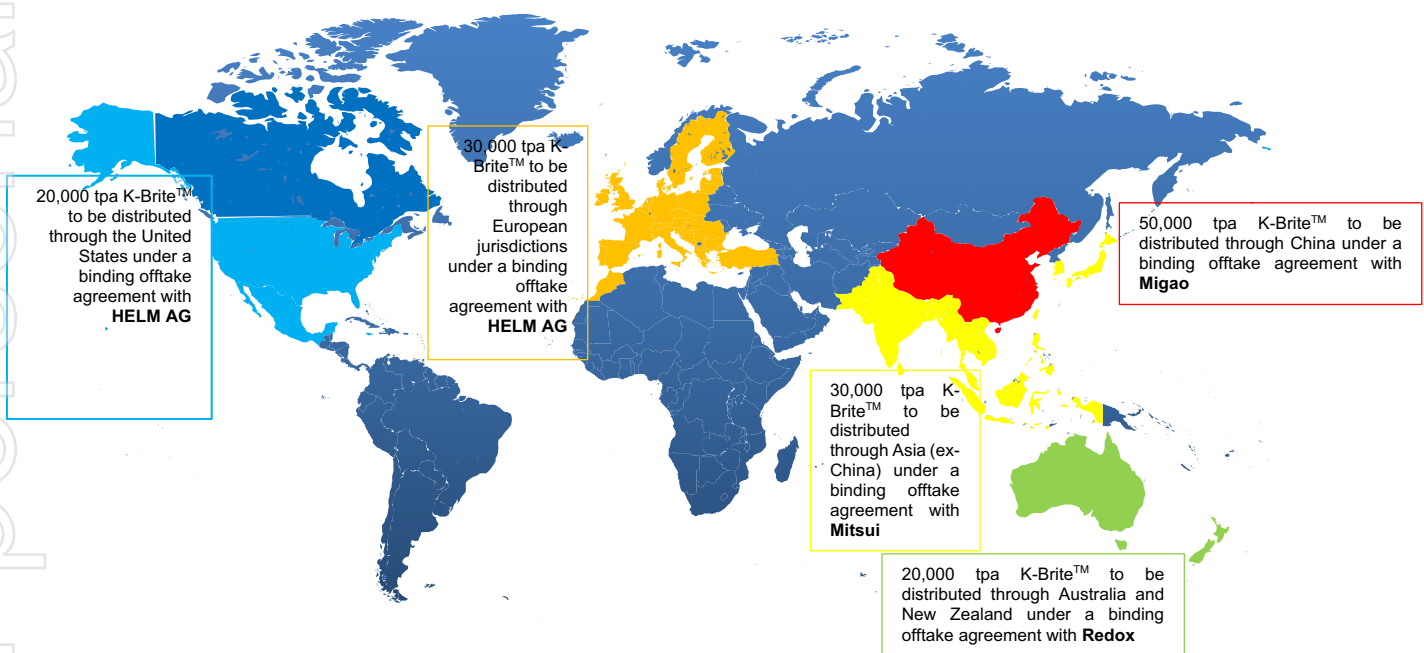 20,000 tpa K-Brite™
to be distributed
through the United
States under a
binding offtake
agreement with
HELM AG
30,000 tpa K-
Brite™ to be
distributed
through
European
jurisdictions
under a binding
offtake
agreement with
HELM AG
50,000 tpa K-Brite™ to be
distributed through China under a
binding offtake agreement with
Migao
30,000 tpa K-
Brite™ to be
distributed
through Asia (ex-
China) under a
binding offtake
agreement with
Mitsui
20,000 tpa K-Brite™ to be
distributed through Australia and
New Zealand under a binding
offtake agreement with Redox